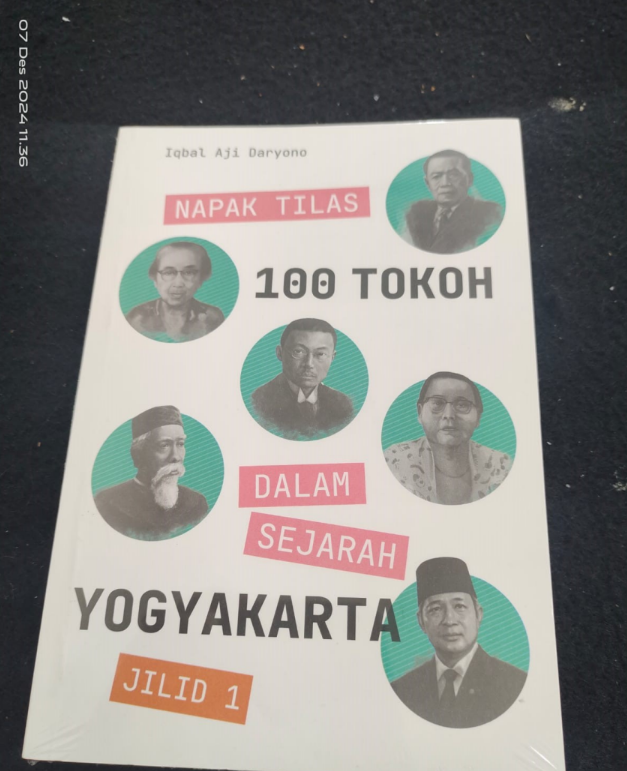 07 Des 2024 11.36
Iqbal Aji Daryono
NAPAK TILAS
100 TOKOH
DALAM
SEJARAH
YOGYAKARTA
JILID 1